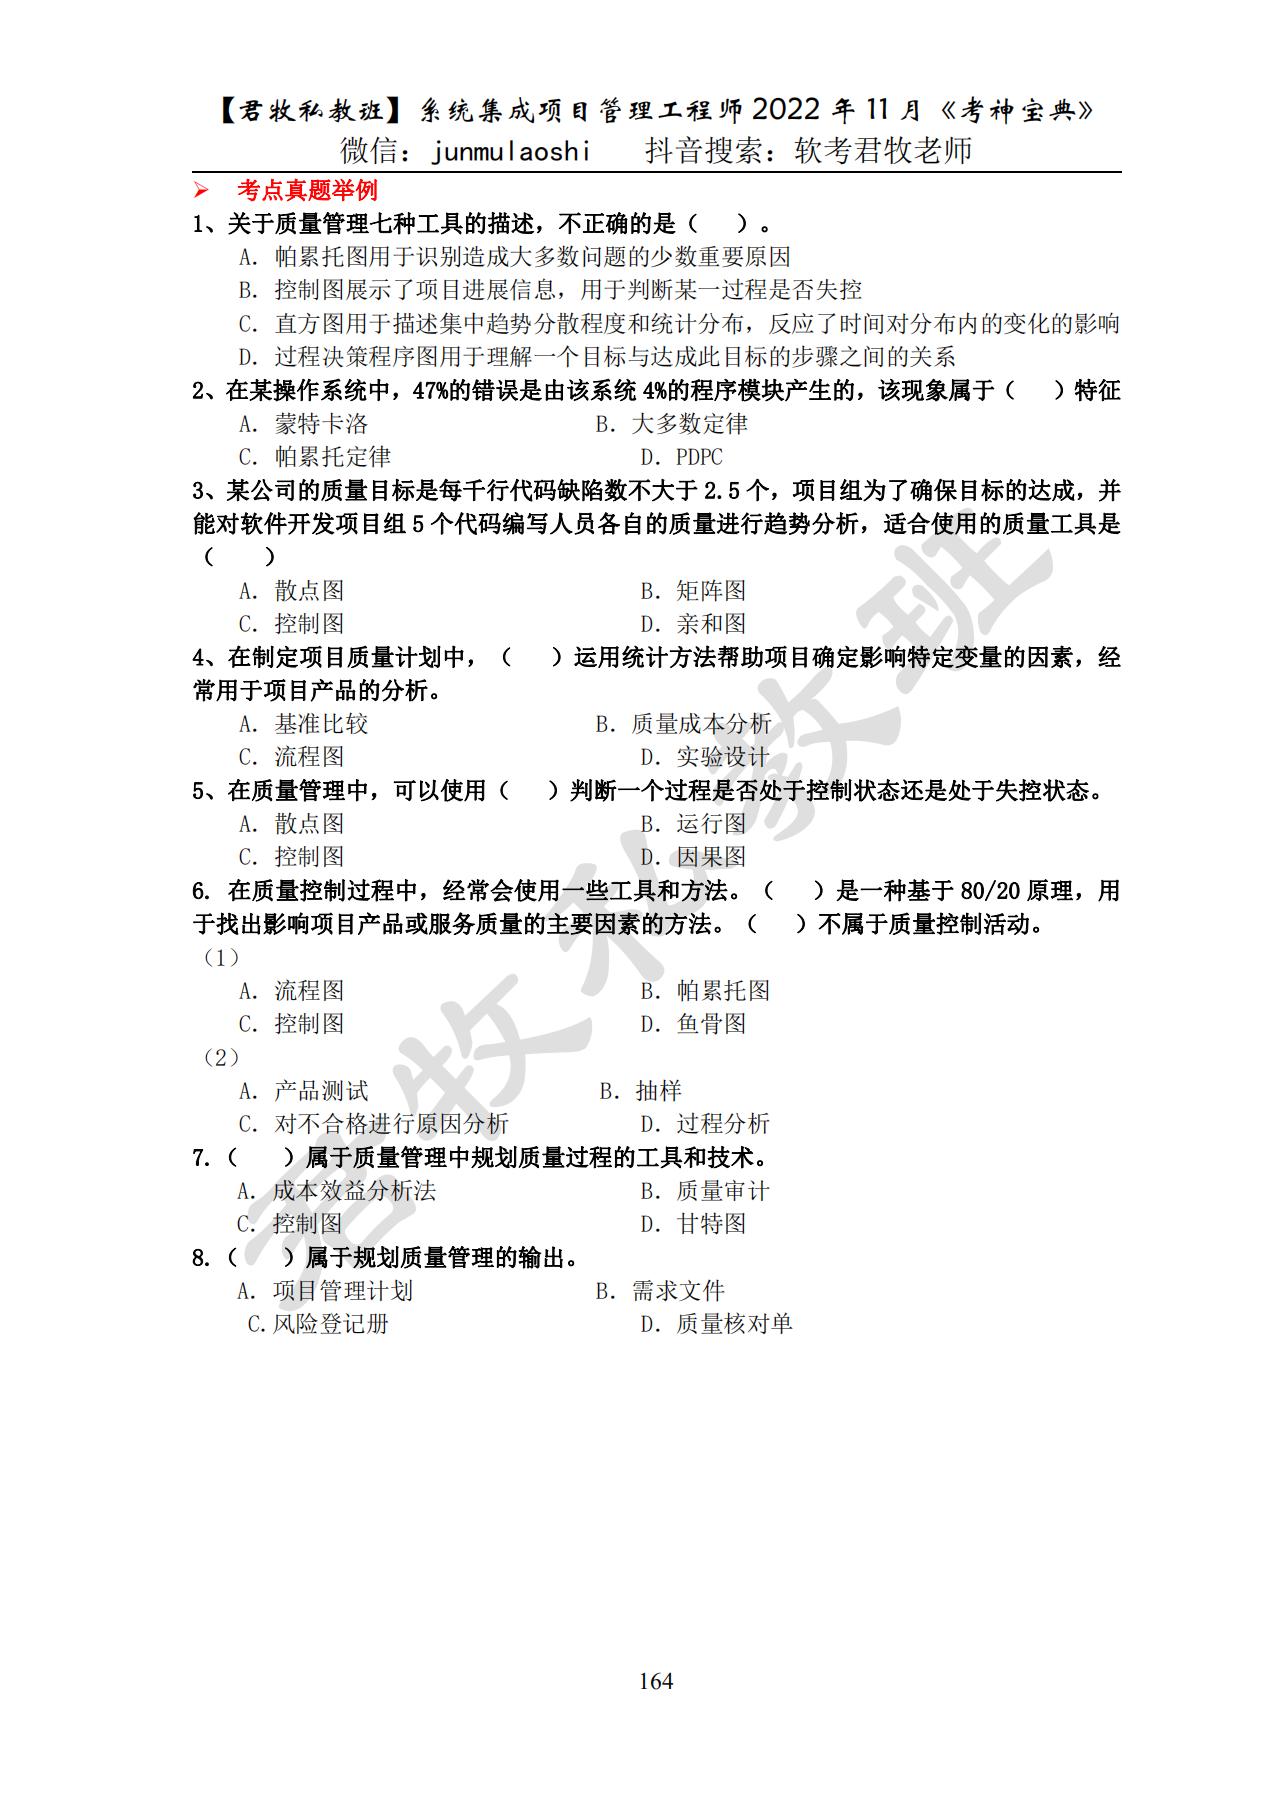 【君牧私教班】系统集成项目管理工程师 2022 年 11 月《考神宝典》
微信：junmulaoshi 抖音搜索：软考君牧老师
➢ 考点真题举例
1、关于质量管理七种工具的描述，不正确的是（ ）。
A．帕累托图用于识别造成大多数问题的少数重要原因
B．控制图展示了项目进展信息，用于判断某一过程是否失控
C．直方图用于描述集中趋势分散程度和统计分布，反应了时间对分布内的变化的影响
D．过程决策程序图用于理解一个目标与达成此目标的步骤之间的关系
2、在某操作系统中，47%的错误是由该系统 4%的程序模块产生的，该现象属于（ ）特征
A．蒙特卡洛 B．大多数定律
C．帕累托定律 D．PDPC
3、某公司的质量目标是每千行代码缺陷数不大于 2.5 个，项目组为了确保目标的达成，并
能对软件开发项目组 5 个代码编写人员各自的质量进行趋势分析，适合使用的质量工具是
（ ）
A．散点图 B．矩阵图
C．控制图 D．亲和图
4、在制定项目质量计划中，（ ）运用统计方法帮助项目确定影响特定变量的因素，经
常用于项目产品的分析。
A．基准比较 B．质量成本分析
C．流程图 D．实验设计
5、在质量管理中，可以使用（ ）判断一个过程是否处于控制状态还是处于失控状态。
A．散点图 B．运行图
C．控制图 D．因果图
6. 在质量控制过程中，经常会使用一些工具和方法。（ ）是一种基于 80/20 原理，用
于找出影响项目产品或服务质量的主要因素的方法。（ ）不属于质量控制活动。
（1）
A．流程图 B．帕累托图
C．控制图 D．鱼骨图
（2）
A．产品测试 B．抽样
C．对不合格进行原因分析 D．过程分析
7.（ ）属于质量管理中规划质量过程的工具和技术。
A．成本效益分析法 B．质量审计
C．控制图 D．甘特图
8.（ ）属于规划质量管理的输出。
A．项目管理计划 B．需求文件
C.风险登记册 D．质量核对单
君牧私教班
164